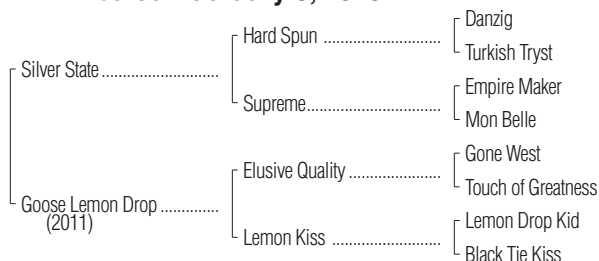 Danzig
Hard Spun
Turkish Tryst
Silver State
Empire Maker
Supreme
Mon Belle
Gone West
Elusive Quality
Touch of Greatness
Goose Lemon Drop
(2011)
Lemon Drop Kid
Lemon Kiss
Black Tie Kiss